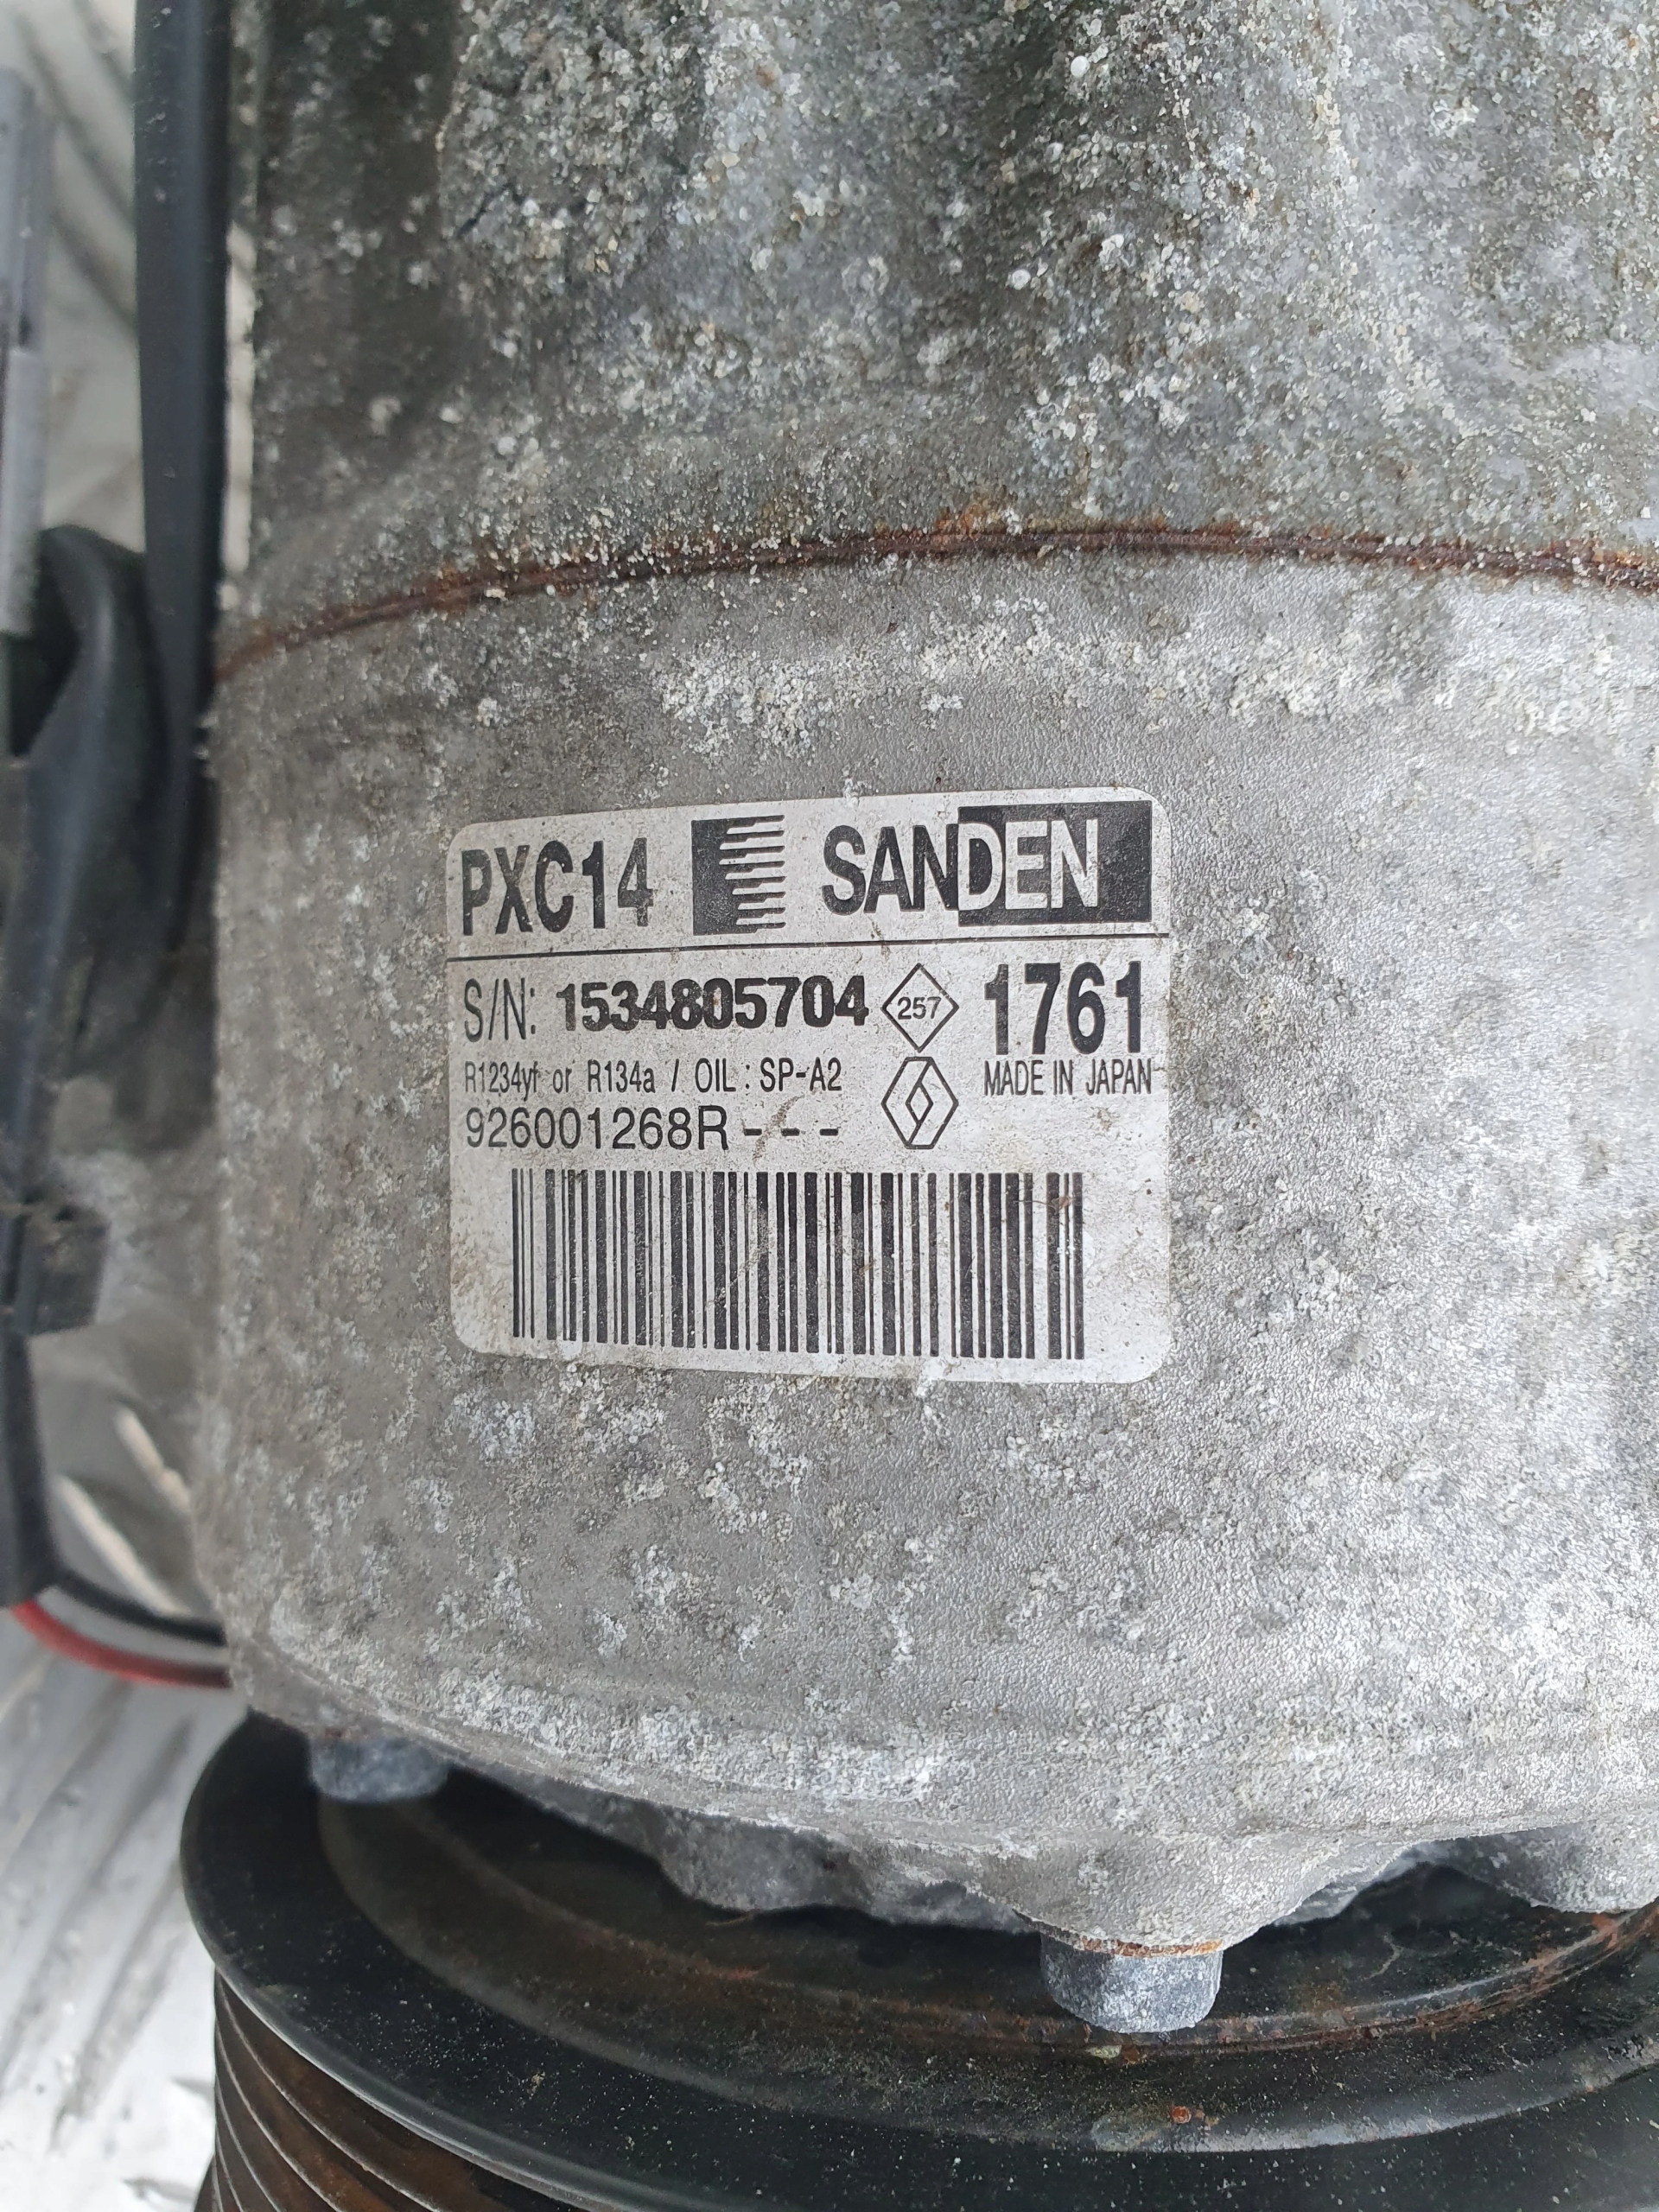 PXC14 SANDEN
S/N: 1534805704 257 1761
R1234yf or R134a / OIL : SP-A2 MADE IN JAPAN
926001268R - - -